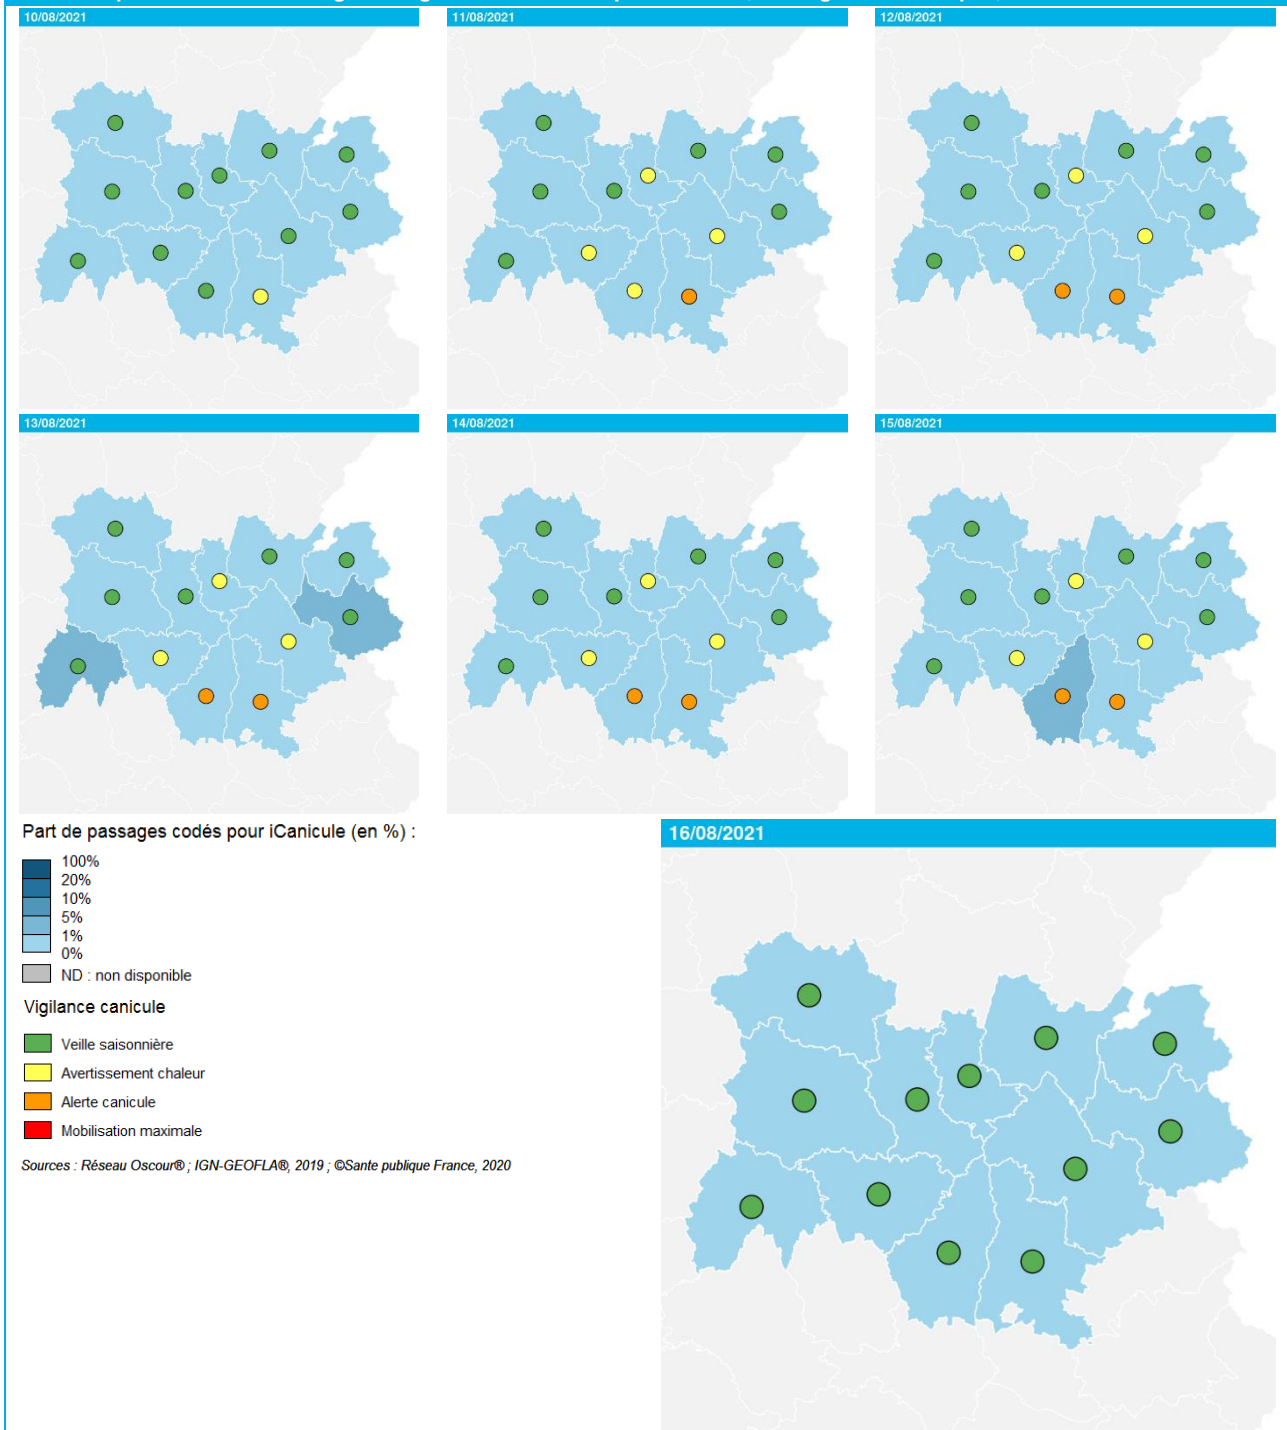 10/08/2021
11/08/2021
12/08/2021
13/08/2021
14/08/2021
15/08/2021
Part de passages codés pour iCanicule (en %) :
100%
20%
10%
5%
1%
0%
ND : non disponible
Vigilance canicule
Veille saisonnière
Avertissement chaleur
Alerte canicule
Mobilisation maximale
Sources : Réseau Oscour® ; IGN-GEOFLA®, 2019 ; ©Sante publique France, 2020
16/08/2021